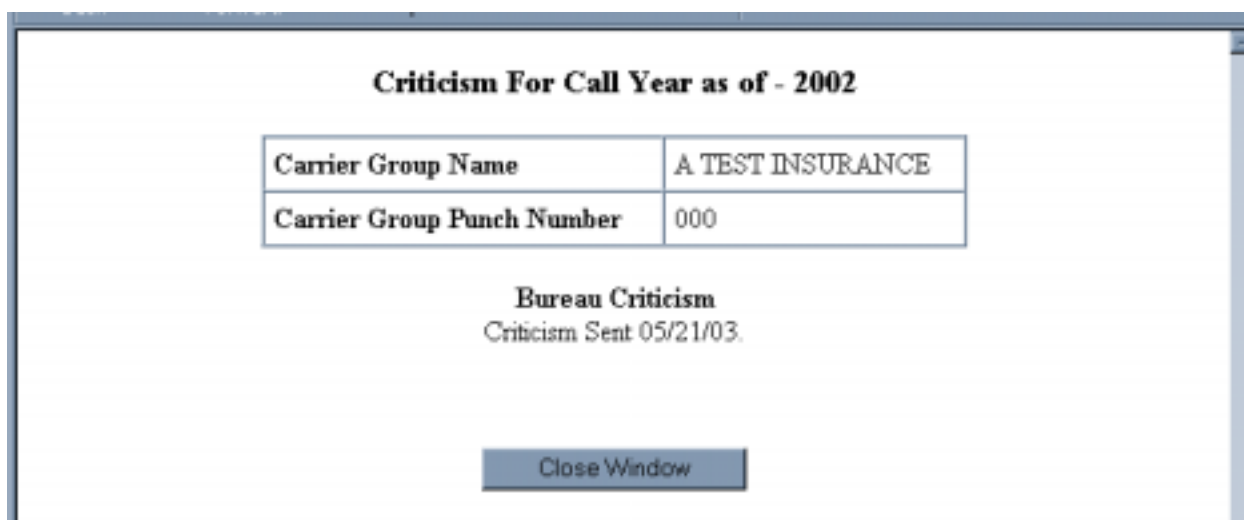 Criticism For Call Year as of - 2002
Carrier Group Name A TEST INSURANCE
Carrier Group Punch Number 000
Bureau Criticism
Criticism Sent 05/21/03.
Close Window